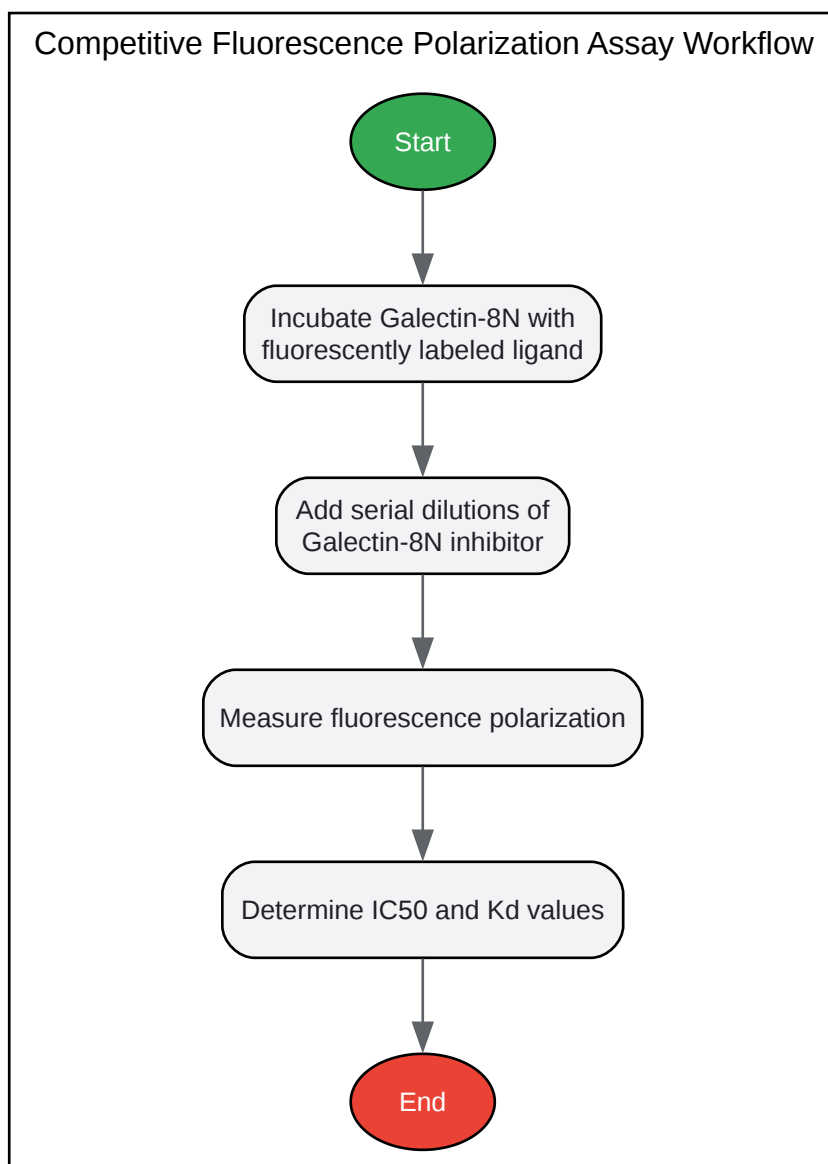 Competitive Fluorescence Polarization Assay Workflow
Start
Incubate Galectin-8N with
fluorescently labeled ligand
Add serial dilutions of
Galectin-8N inhibitor
Measure fluorescence polarization
Determine IC50 and Kd values
End